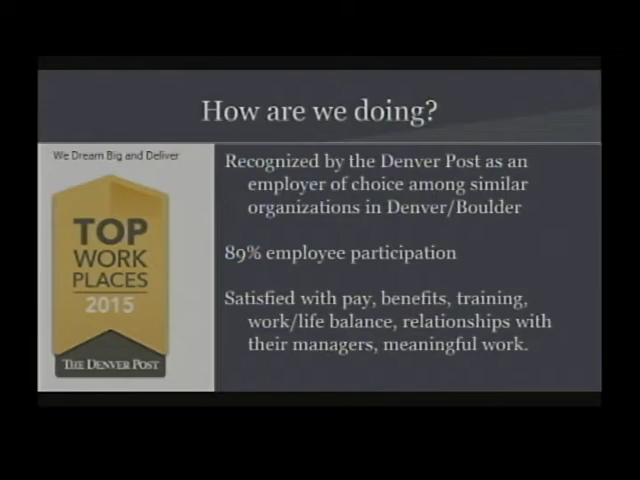 How are we doing?
We Dream Big and Deliver
TOP
WORK
PLACES
2015
THE DENVER POST
Recognized by the Denver Post as an
employer of choice among similar
organizations in Denver/Boulder
89% employee participation
Satisfied with pay, benefits, training,
work/life balance, relationships with
their managers, meaningful work.